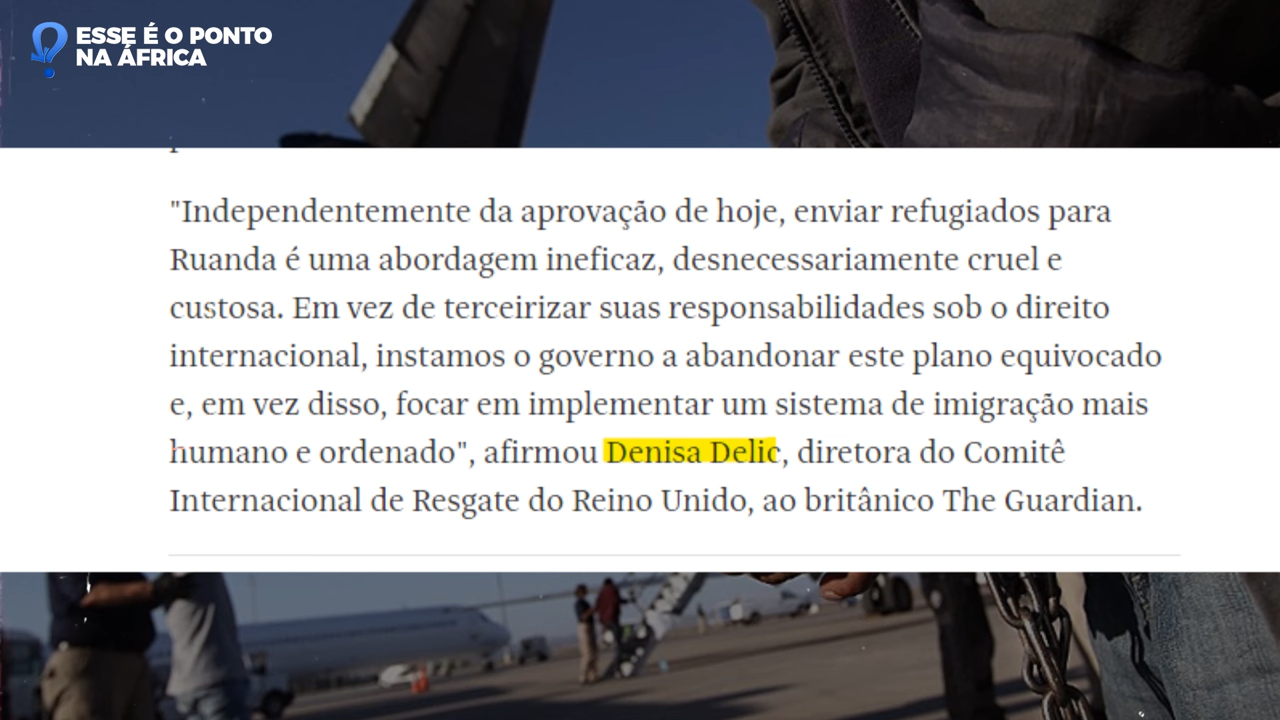 ESSE É O PONTO
NA ÁFRICA
"Independentemente da aprovação de hoje, enviar refugiados para
Ruanda é uma abordagem ineficaz, desnecessariamente cruel e
custosa. Em vez de terceirizar suas responsabilidades sob o direito
internacional, instamos o governo a abandonar este plano equivocado
e, em vez disso, focar em implementar um sistema de imigração mais
humano e ordenado", afirmou Denisa Delic, diretora do Comitê
Internacional de Resgate do Reino Unido, ao britânico The Guardian.